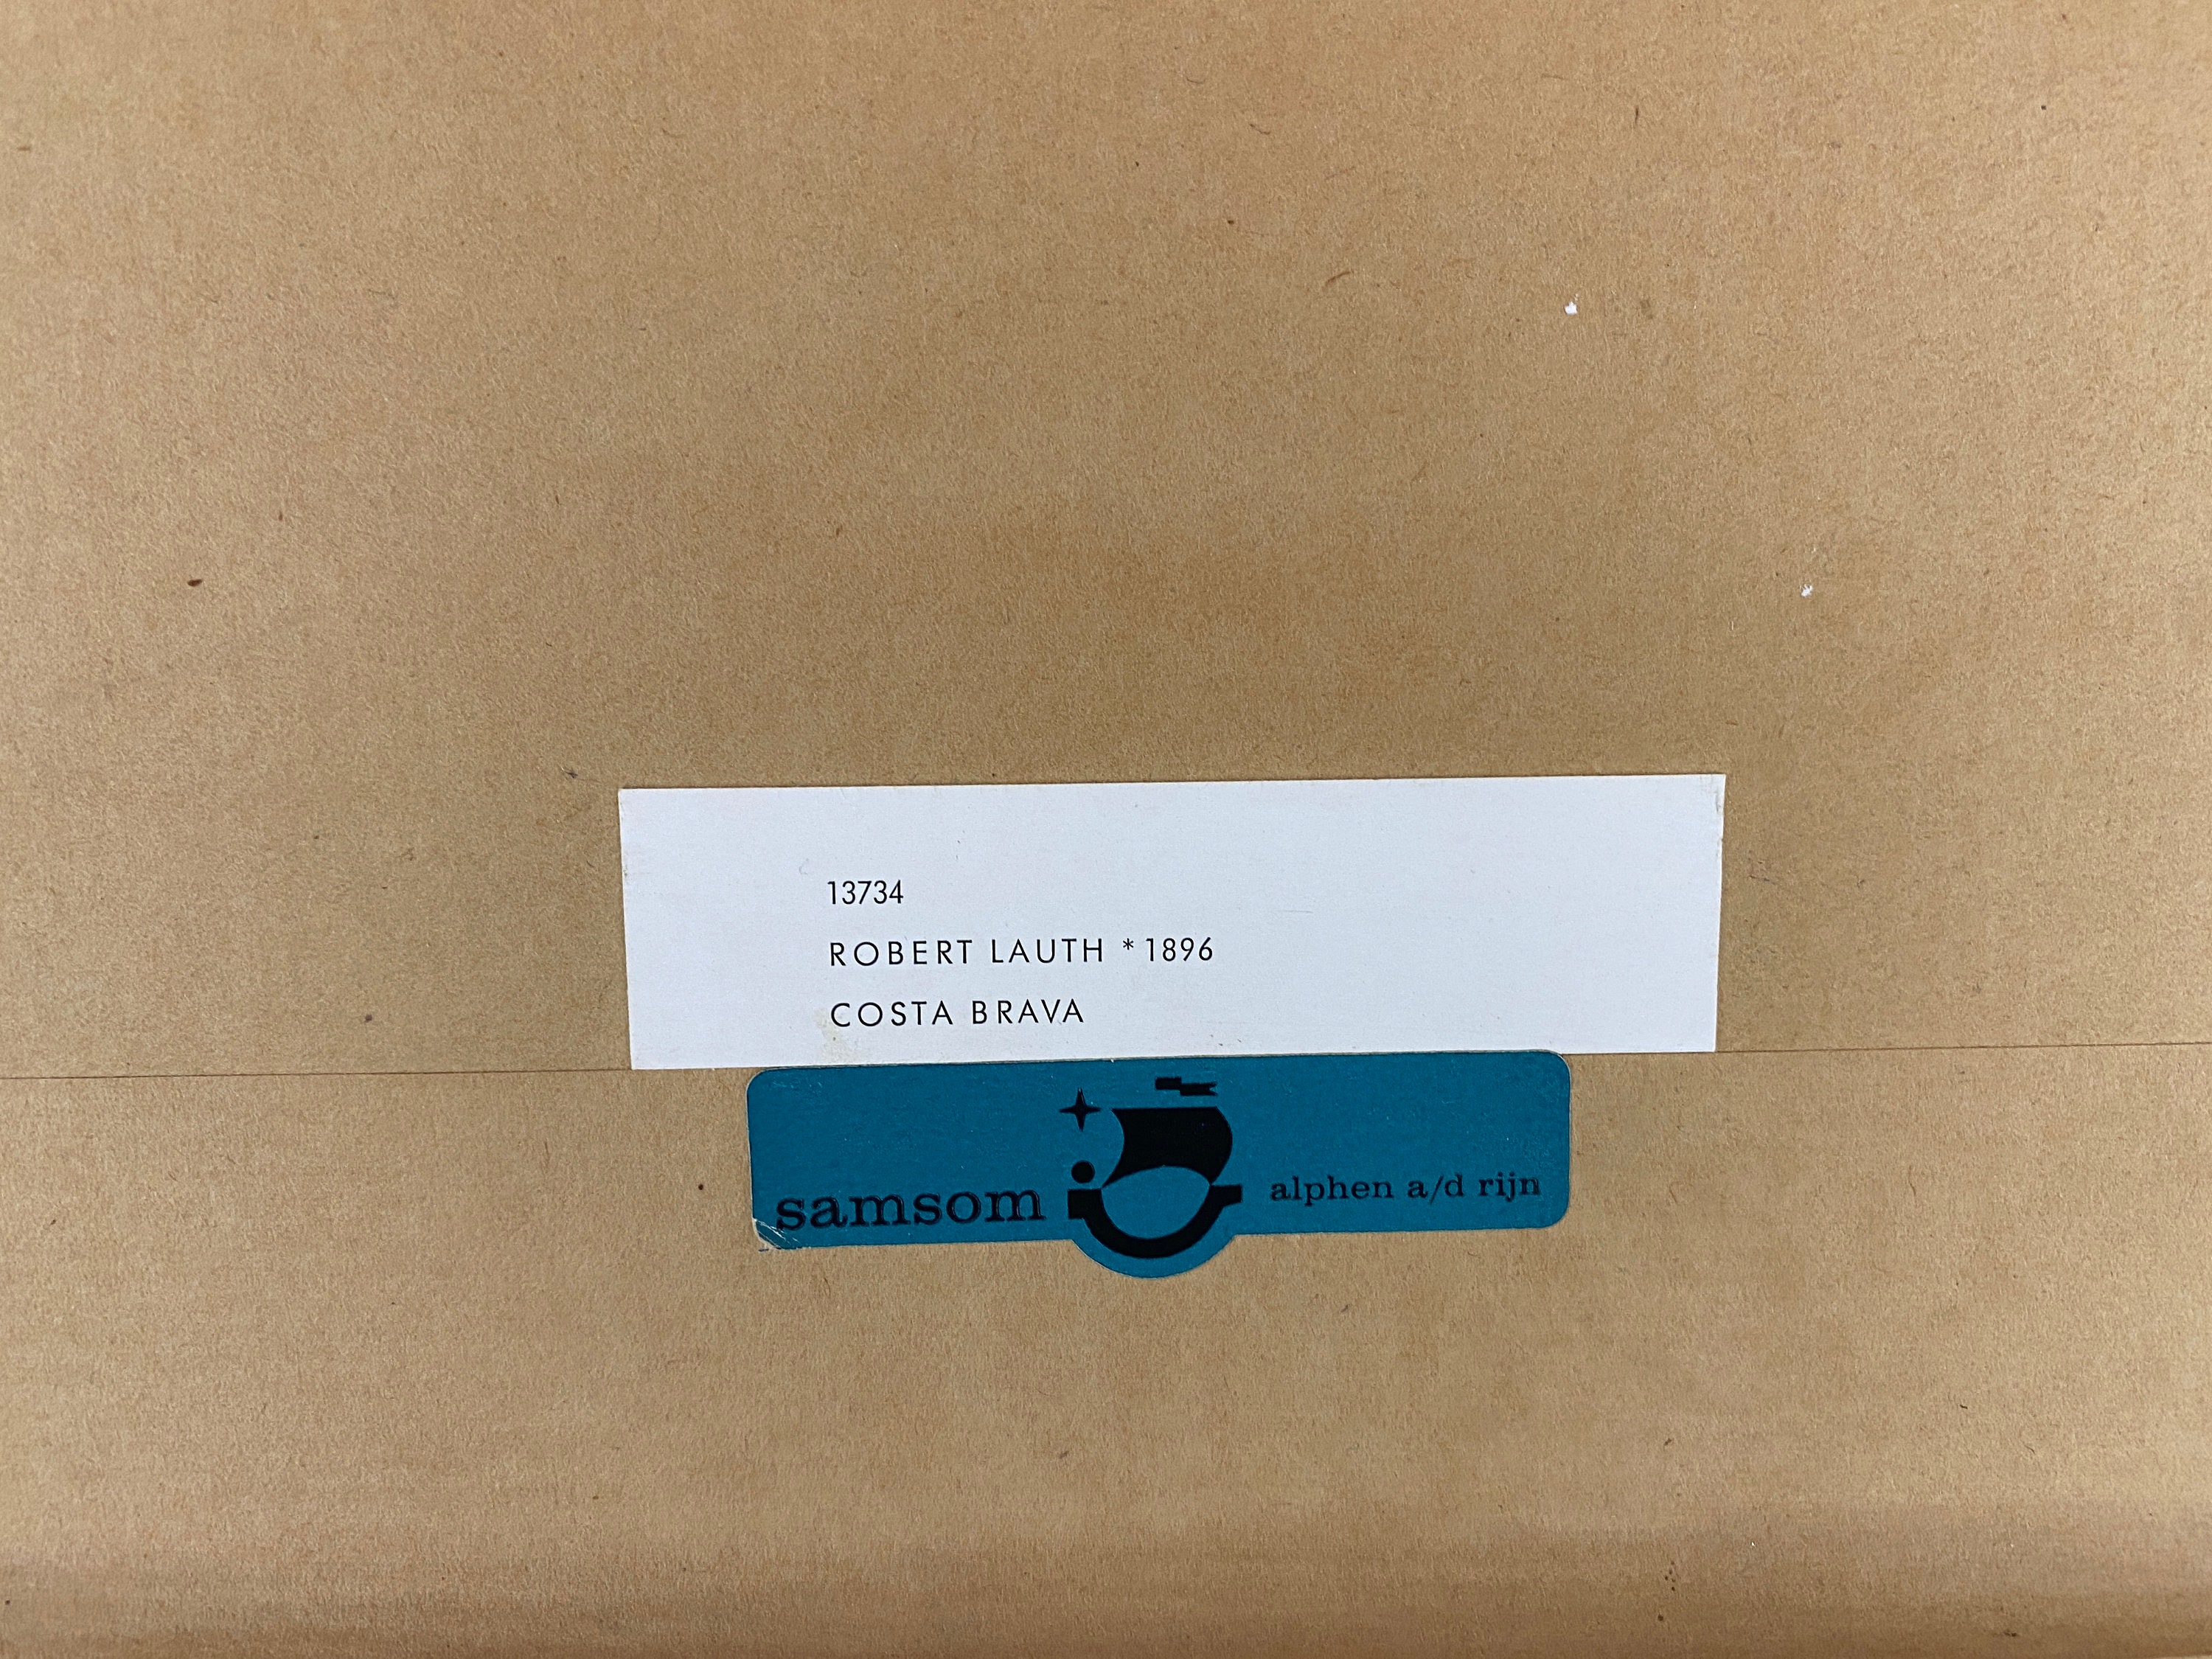 13734
ROBERT LAUTH * 1896
COSTA BRAVA
samsom alphen a/d rijn